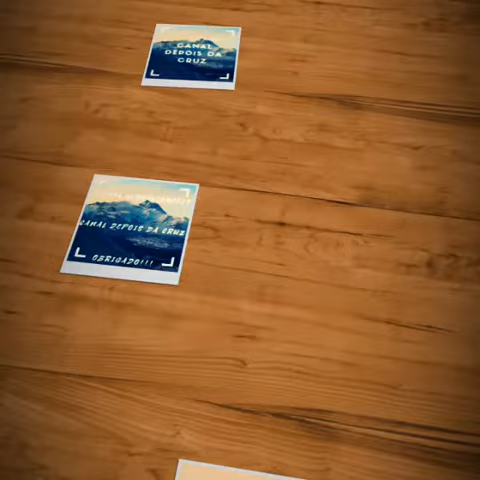 CANAL
DEPOIS DA
CRUZ
CANAL DEPOIS DA CRUZ
OBRIGADO!!!